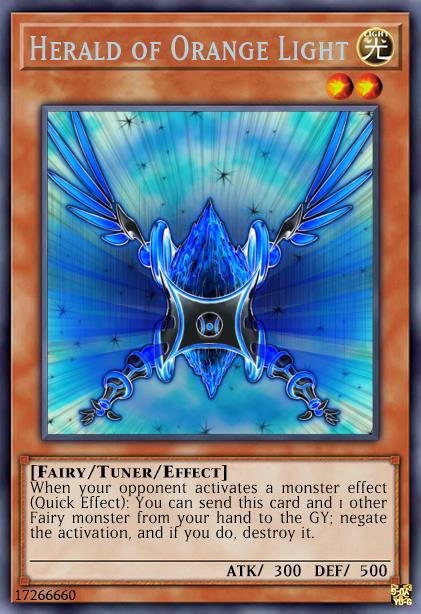 HERALD OF ORANGE LIGHT
LIGHT
光
[FAIRY/TUNER/EFFECT]
When your opponent activates a monster effect
(Quick Effect): You can send this card and 1 other
Fairy monster from your hand to the GY; negate
the activation, and if you do, destroy it.
ATK/ 300 DEF/ 500
17266660